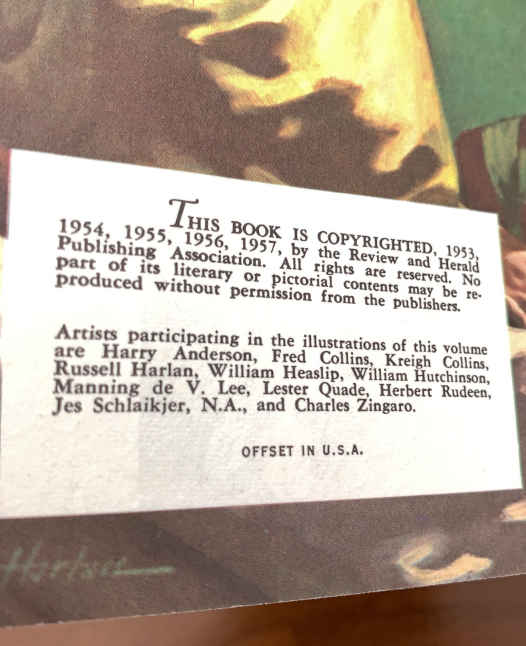 THIS BOOK IS COPYRIGHTED, 1953,
1954, 1955, 1956, 1957, by the Review and Herald
Publishing Association. All rights are reserved. No
part of its literary or pictorial contents may be re-
produced without permission from the publishers.
Artists participating in the illustrations of this volume
are Harry Anderson, Fred Collins, Kreigh Collins,
Russell Harlan, William Heaslip, William Hutchinson,
Manning de V. Lee, Lester Quade, Herbert Rudeen,
Jes Schlaikjer, N.A., and Charles Zingaro.
OFFSET IN U.S.A.